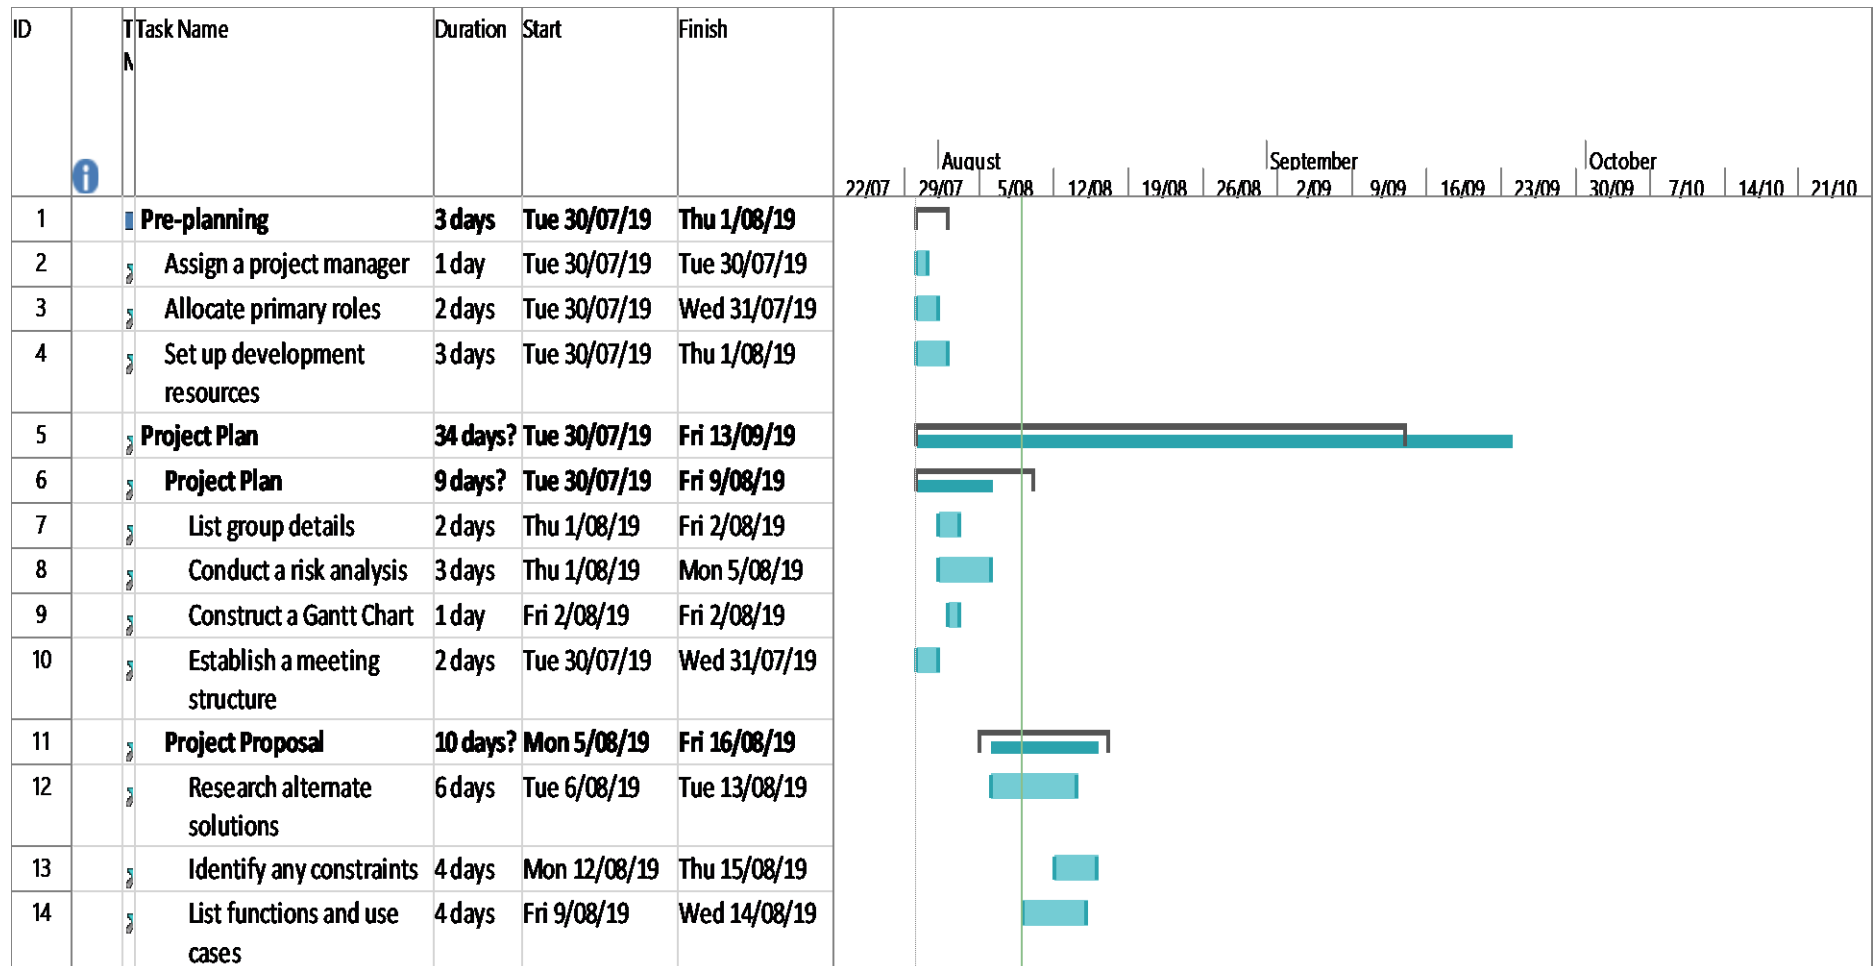 ID T Task Name Duration Start Finish
M
August September October
22/07 29/07 5/08 12/08 19/08 26/08 2/09 9/09 16/09 23/09 30/09 7/10 14/10 21/10
1 Pre-planning 3 days Tue 30/07/19 Thu 1/08/19
2 Assign a project manager 1 day Tue 30/07/19 Tue 30/07/19
3 Allocate primary roles 2 days Tue 30/07/19 Wed 31/07/19
4 Set up development 3 days Tue 30/07/19 Thu 1/08/19
resources
5 Project Plan 34 days? Tue 30/07/19 Fri 13/09/19
6 Project Plan 9 days? Tue 30/07/19 Fri 9/08/19
7 List group details 2 days Thu 1/08/19 Fri 2/08/19
8 Conduct a risk analysis 3 days Thu 1/08/19 Mon 5/08/19
9 Construct a Gantt Chart 1 day Fri 2/08/19 Fri 2/08/19
10 Establish a meeting 2 days Tue 30/07/19 Wed 31/07/19
structure
11 Project Proposal 10 days? Mon 5/08/19 Fri 16/08/19
12 Research alternate 6 days Tue 6/08/19 Tue 13/08/19
solutions
13 Identify any constraints 4 days Mon 12/08/19 Thu 15/08/19
14 List functions and use 4 days Fri 9/08/19 Wed 14/08/19
cases